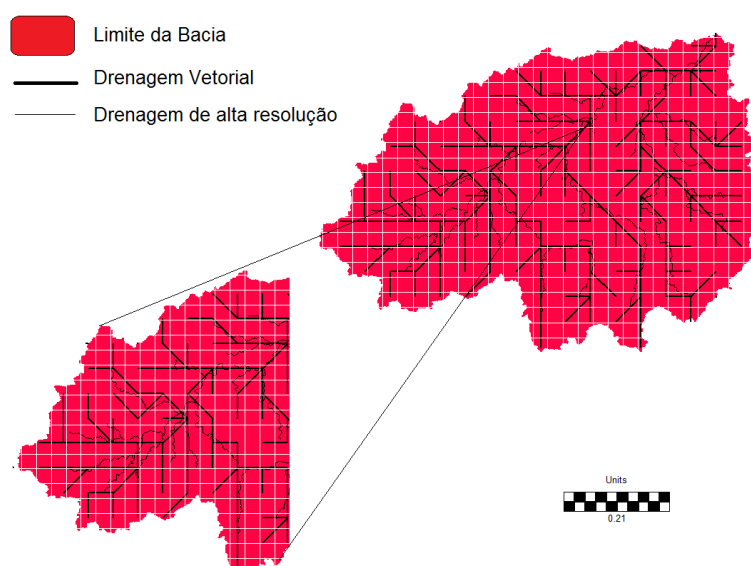 Limite da Bacia
Drenagem Vetorial
Drenagem de alta resolução
Units
0.21